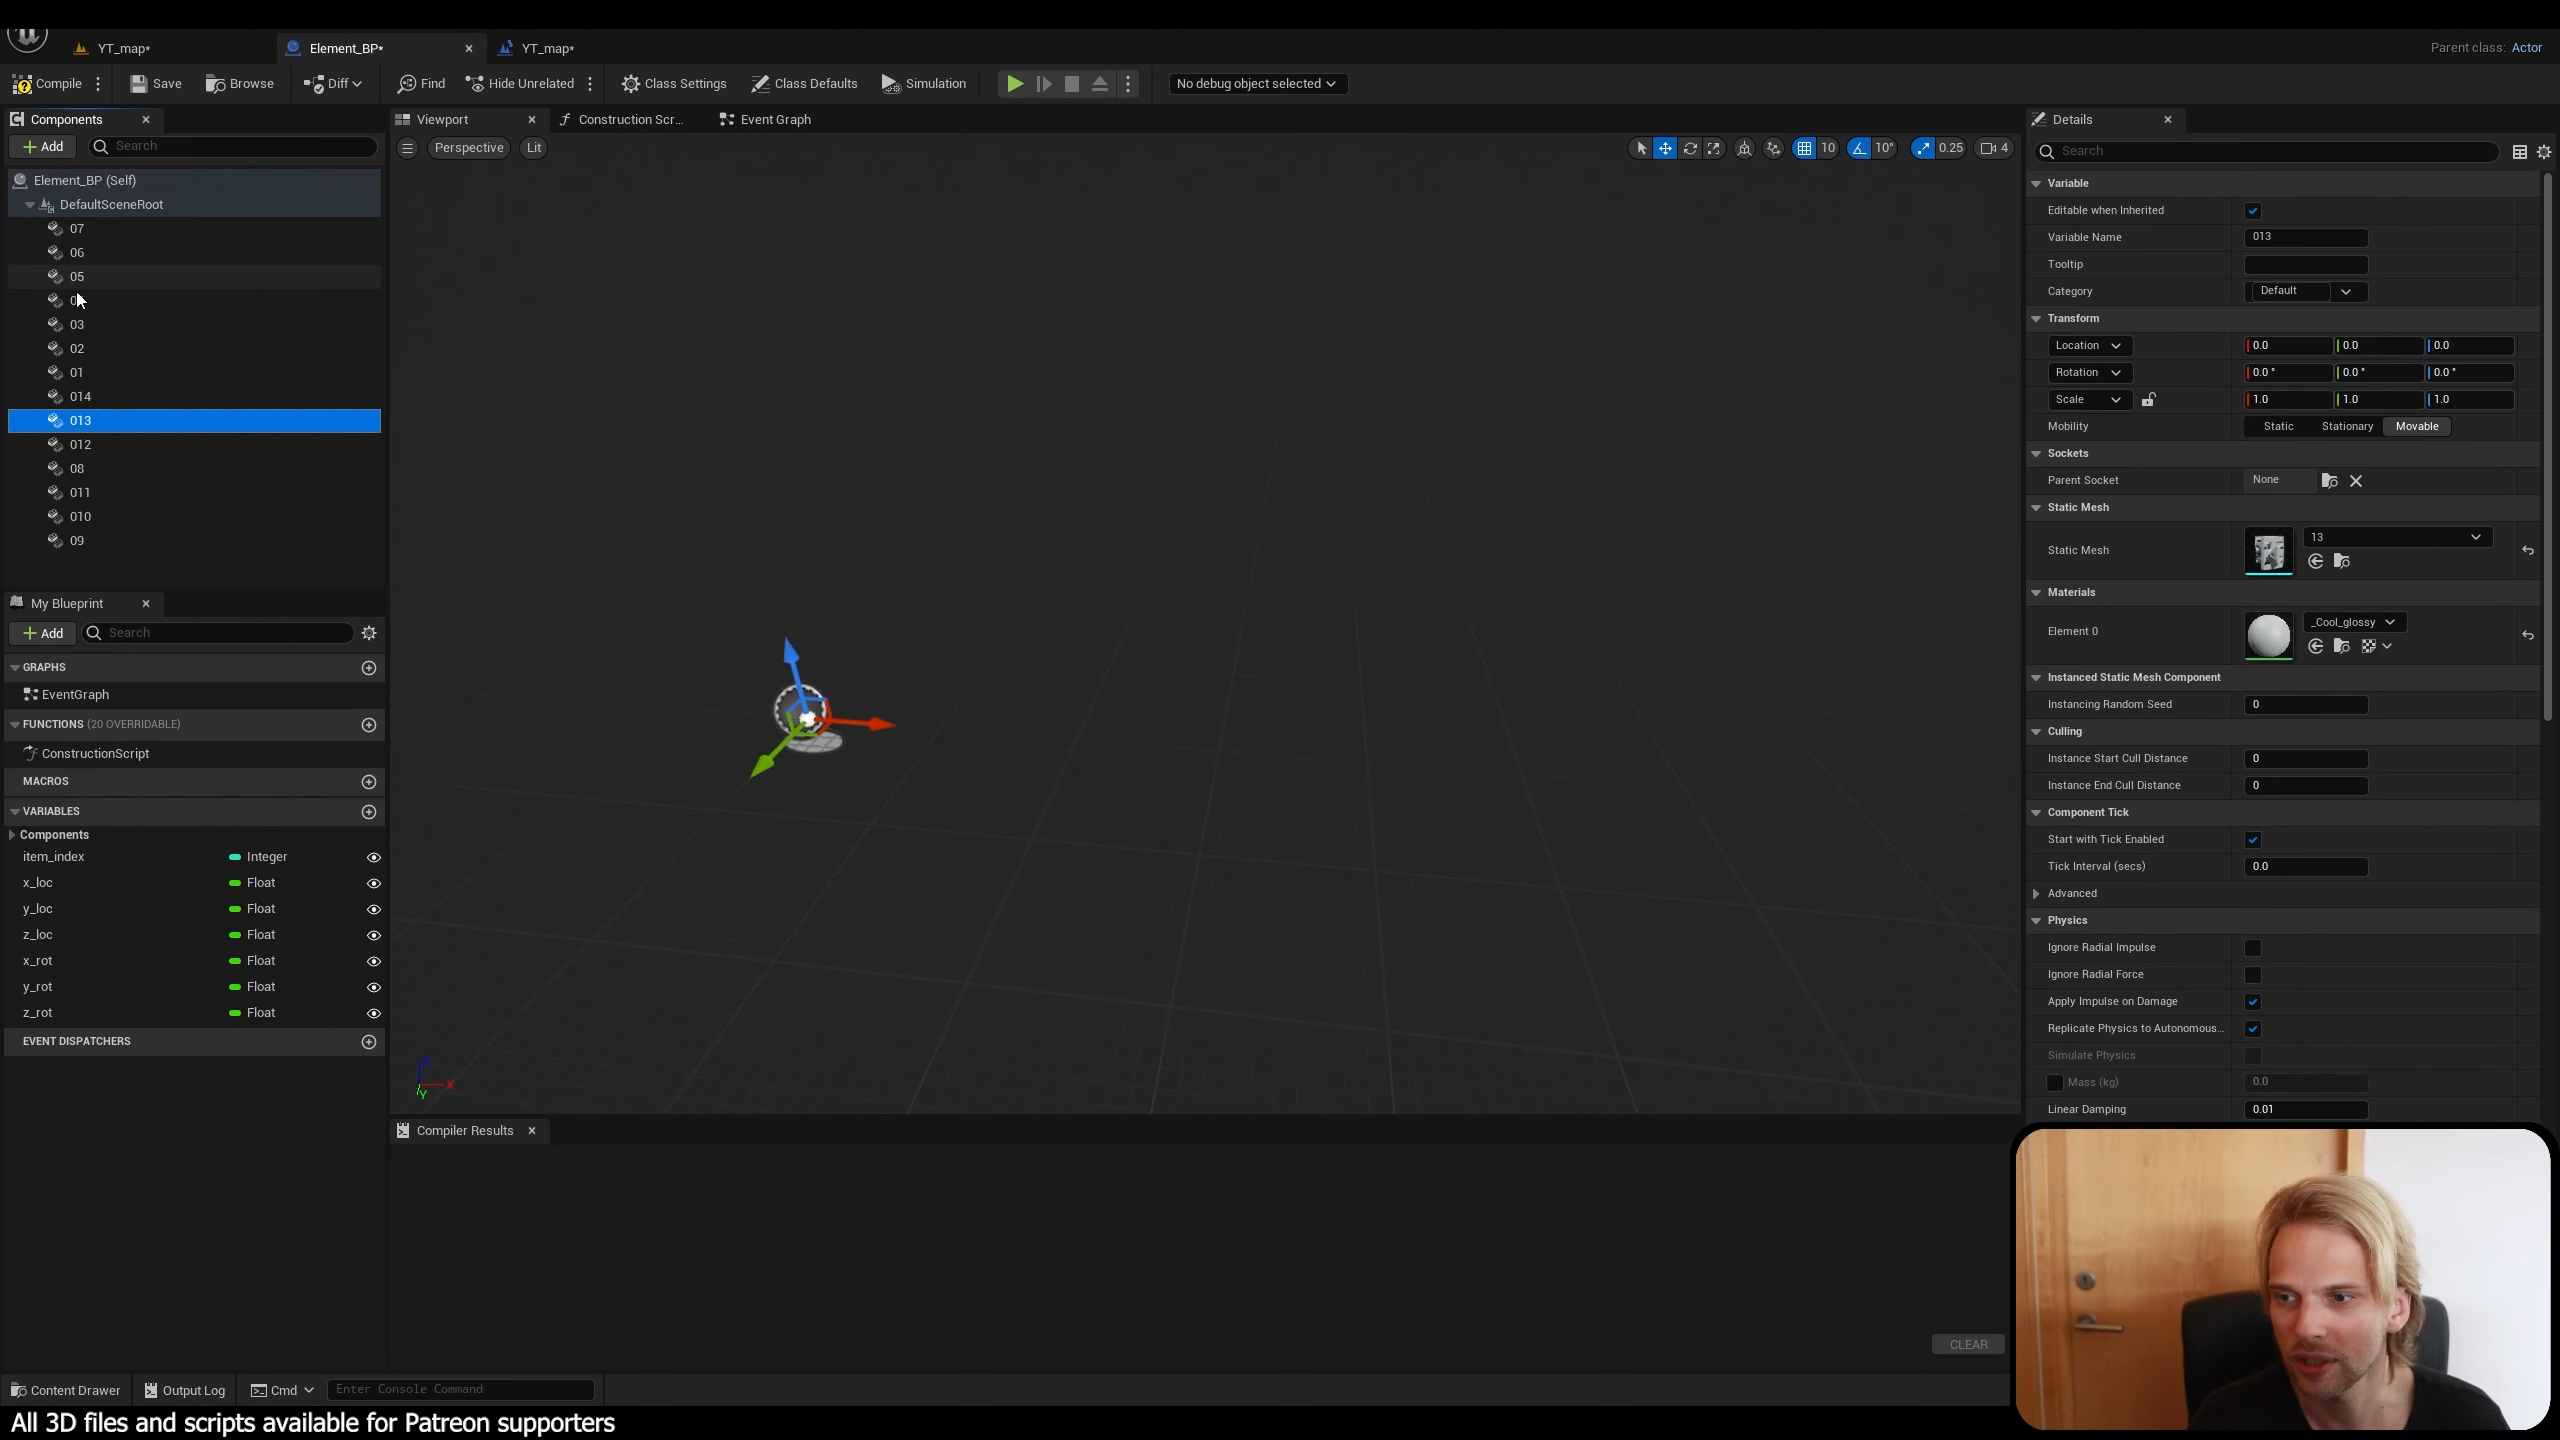 YT_map*
Element_BP*
YT_map*
Parent class: Actor
Compile
Save
Browse
Diff
Find
Hide Unrelated
Class Settings
Class Defaults
Simulation
No debug object selected
Components
Viewport
Construction Scr...
Event Graph
Details
Add
Search
Perspective
Lit
10
10°
0.25
4
Search
Element_BP (Self)
DefaultSceneRoot
07
06
05
03
02
01
014
013
012
08
011
010
09
Variable
Editable when Inherited
Variable Name 013
Tooltip
Category Default
Transform
Location 0.0 0.0 0.0
Rotation 0.0 ° 0.0 ° 0.0 °
Scale 1.0 1.0 1.0
Mobility Static Stationary Movable
Sockets
Parent Socket None
Static Mesh
Static Mesh 13
Materials
Element 0 _Cool_glossy
Instanced Static Mesh Component
Instancing Random Seed 0
Culling
Instance Start Cull Distance 0
Instance End Cull Distance 0
Component Tick
Start with Tick Enabled
Tick Interval (secs) 0.0
Advanced
Physics
Ignore Radial Impulse
Ignore Radial Force
Apply Impulse on Damage
Replicate Physics to Autonomous...
Simulate Physics
Mass (kg) 0.0
Linear Damping 0.01
My Blueprint
Add
Search
GRAPHS
EventGraph
FUNCTIONS (20 OVERRIDABLE)
ConstructionScript
MACROS
VARIABLES
Components
item_index Integer
x_loc Float
y_loc Float
z_loc Float
x_rot Float
y_rot Float
z_rot Float
EVENT DISPATCHERS
X
Y
Compiler Results
CLEAR
Content Drawer
Output Log
Cmd
Enter Console Command
All 3D files and scripts available for Patreon supporters